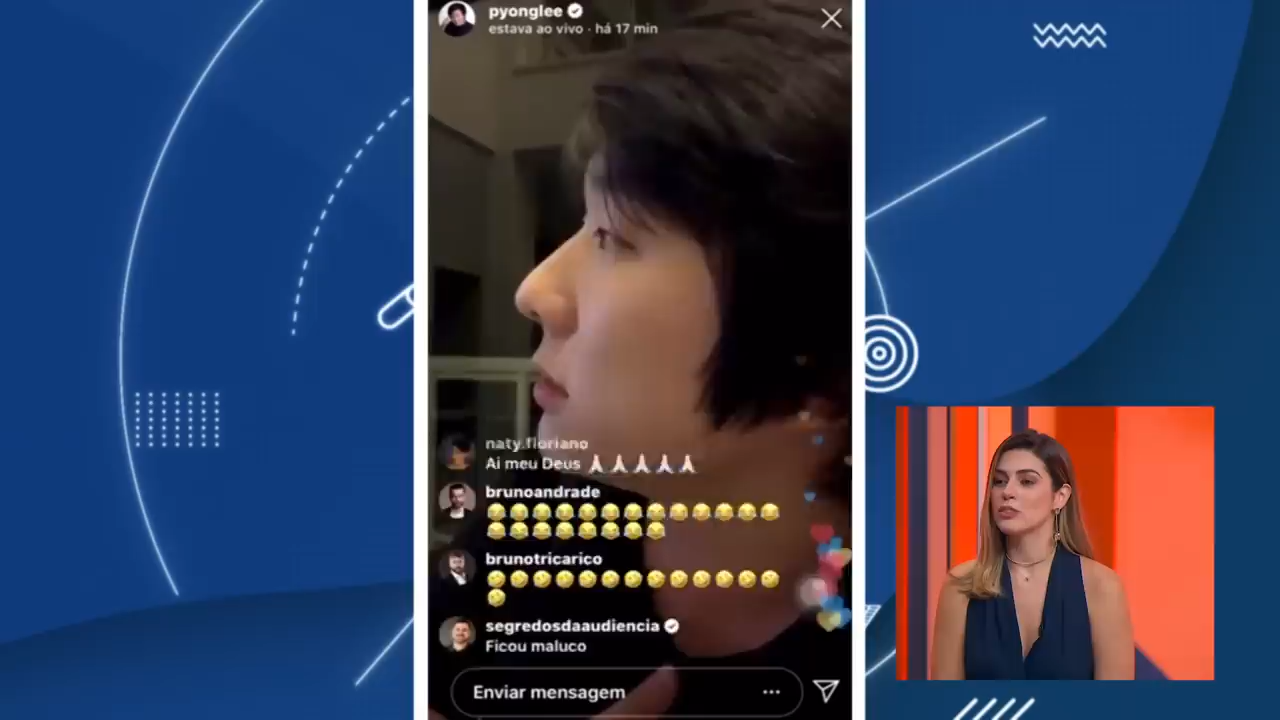 pyonglee
estava ao vivo · há 17 min
naty.floriano
Ai meu Deus 🙏🏻🙏🏻🙏🏻🙏🏻🙏🏻
brunoandrade
😂😂😂😂😂😂😂😂😂😂😂😂😂
😂😂😂😂😂😂😂😂
brunotricarico
🤣🤣🤣🤣🤣🤣🤣🤣🤣🤣🤣🤣🤣
🤣
segredosdaaudiencia
Ficou maluco
Enviar mensagem